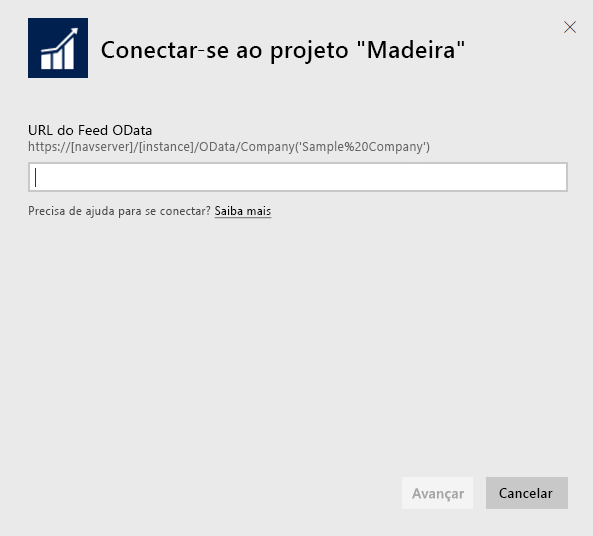 Conectar-se ao projeto "Madeira"
URL do Feed OData
https://[navserver]/[instance]/OData/Company('Sample%20Company')
Precisa de ajuda para se conectar? Saiba mais
Avançar Cancelar